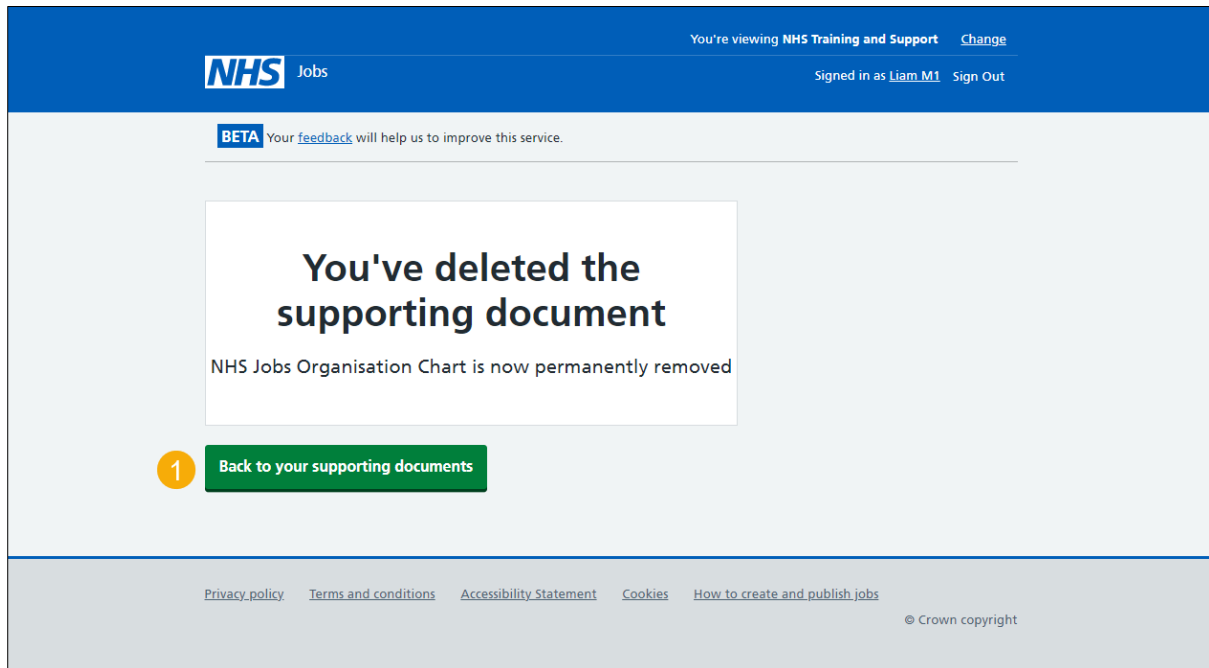 You're viewing NHS Training and Support Change
NHS Jobs
Signed in as Liam M1 Sign Out
BETA Your feedback will help us to improve this service.
You've deleted the
supporting document
NHS Jobs Organisation Chart is now permanently removed
1 Back to your supporting documents
Privacy policy Terms and conditions Accessibility Statement Cookies How to create and publish jobs
© Crown copyright